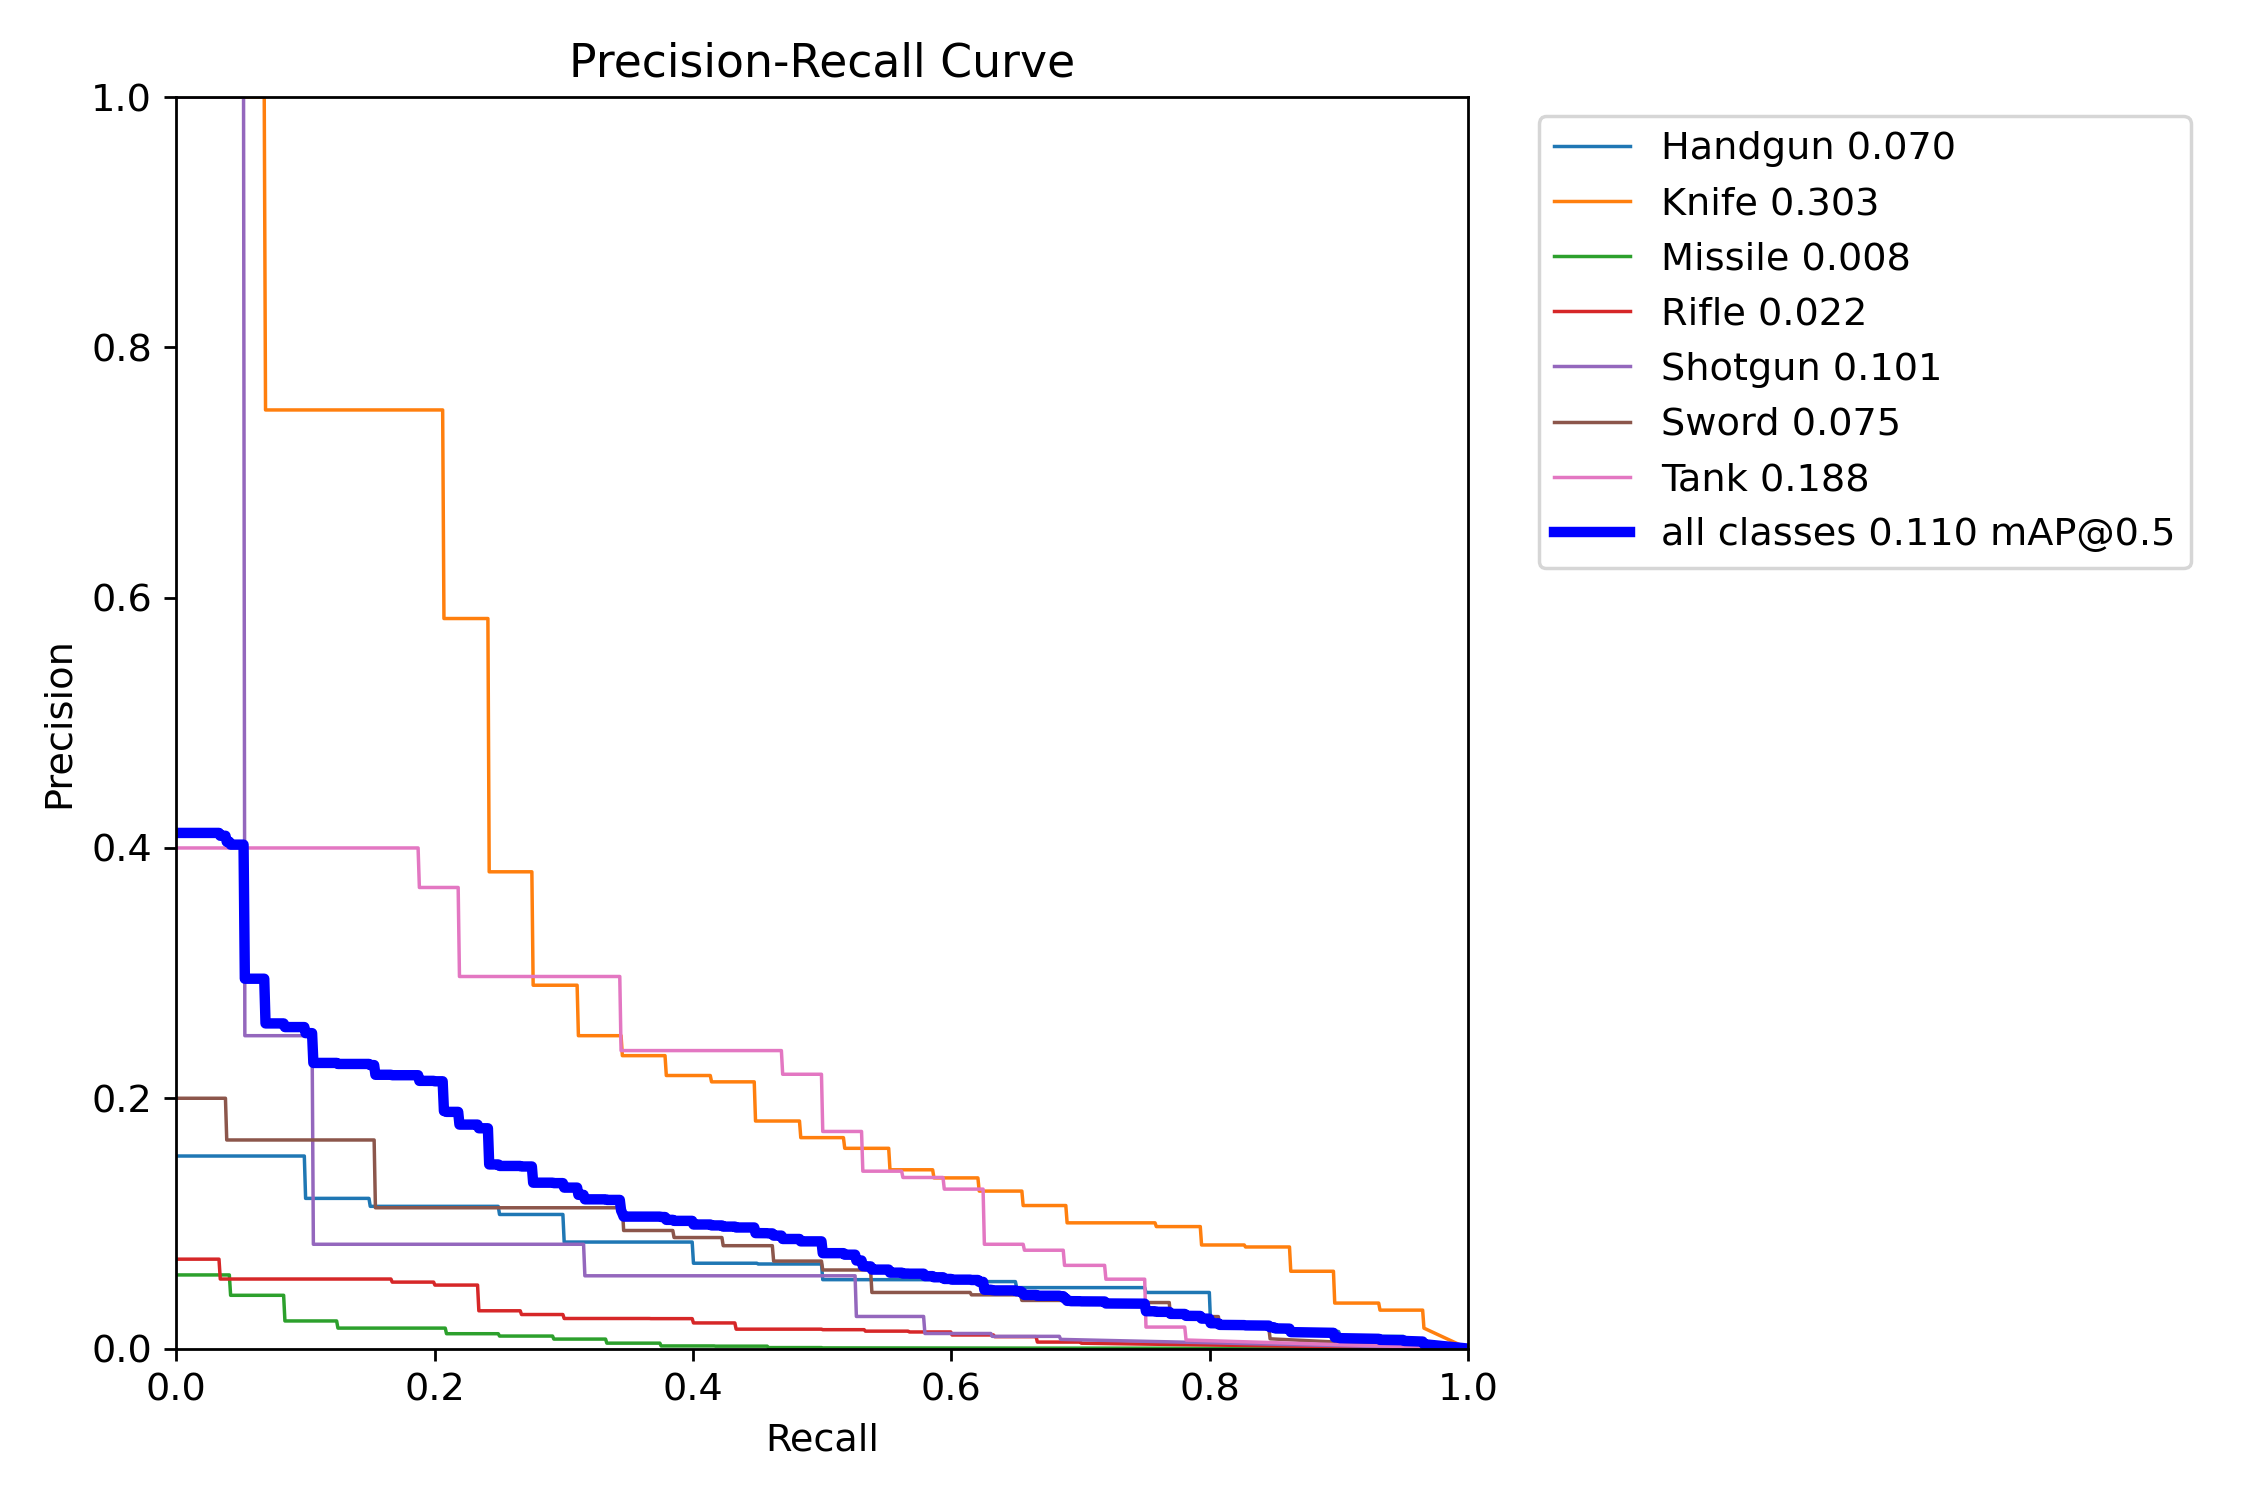 Precision-Recall Curve
1.0
0.8
0.6
0.4
0.2
0.0
Precision
0.0 0.2 0.4 0.6 0.8 1.0
Recall
Handgun 0.070
Knife 0.303
Missile 0.008
Rifle 0.022
Shotgun 0.101
Sword 0.075
Tank 0.188
all classes 0.110 mAP@0.5